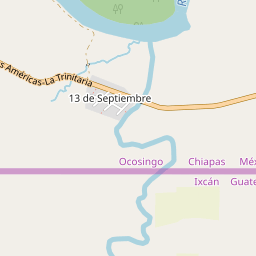 R
s Américas-La Trinitaria
13 de Septiembre
Ocosingo Chiapas Méx
Ixcán Guate